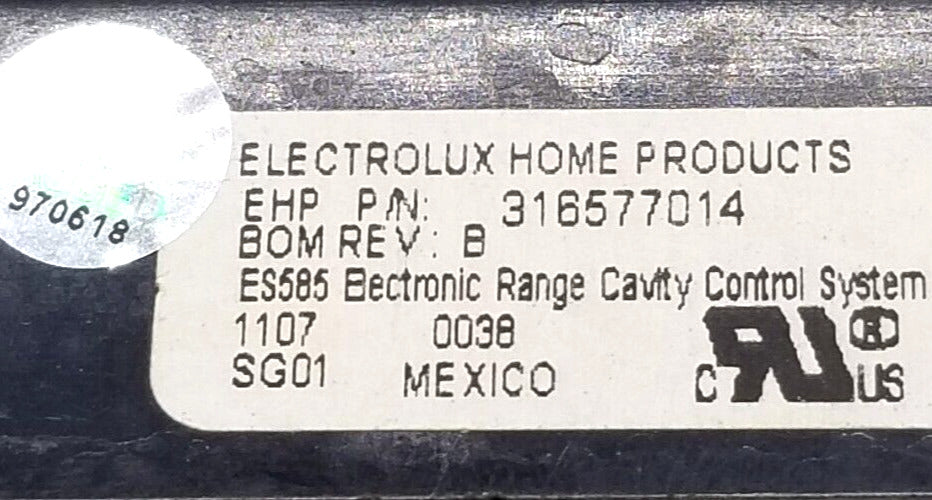 970618
ELECTROLUX HOME PRODUCTS
EHP P/N: 316577014
BOM REV: B
ES585 Electronic Range Cavity Control System
1107 0038
SG01 MEXICO
C RU ® US